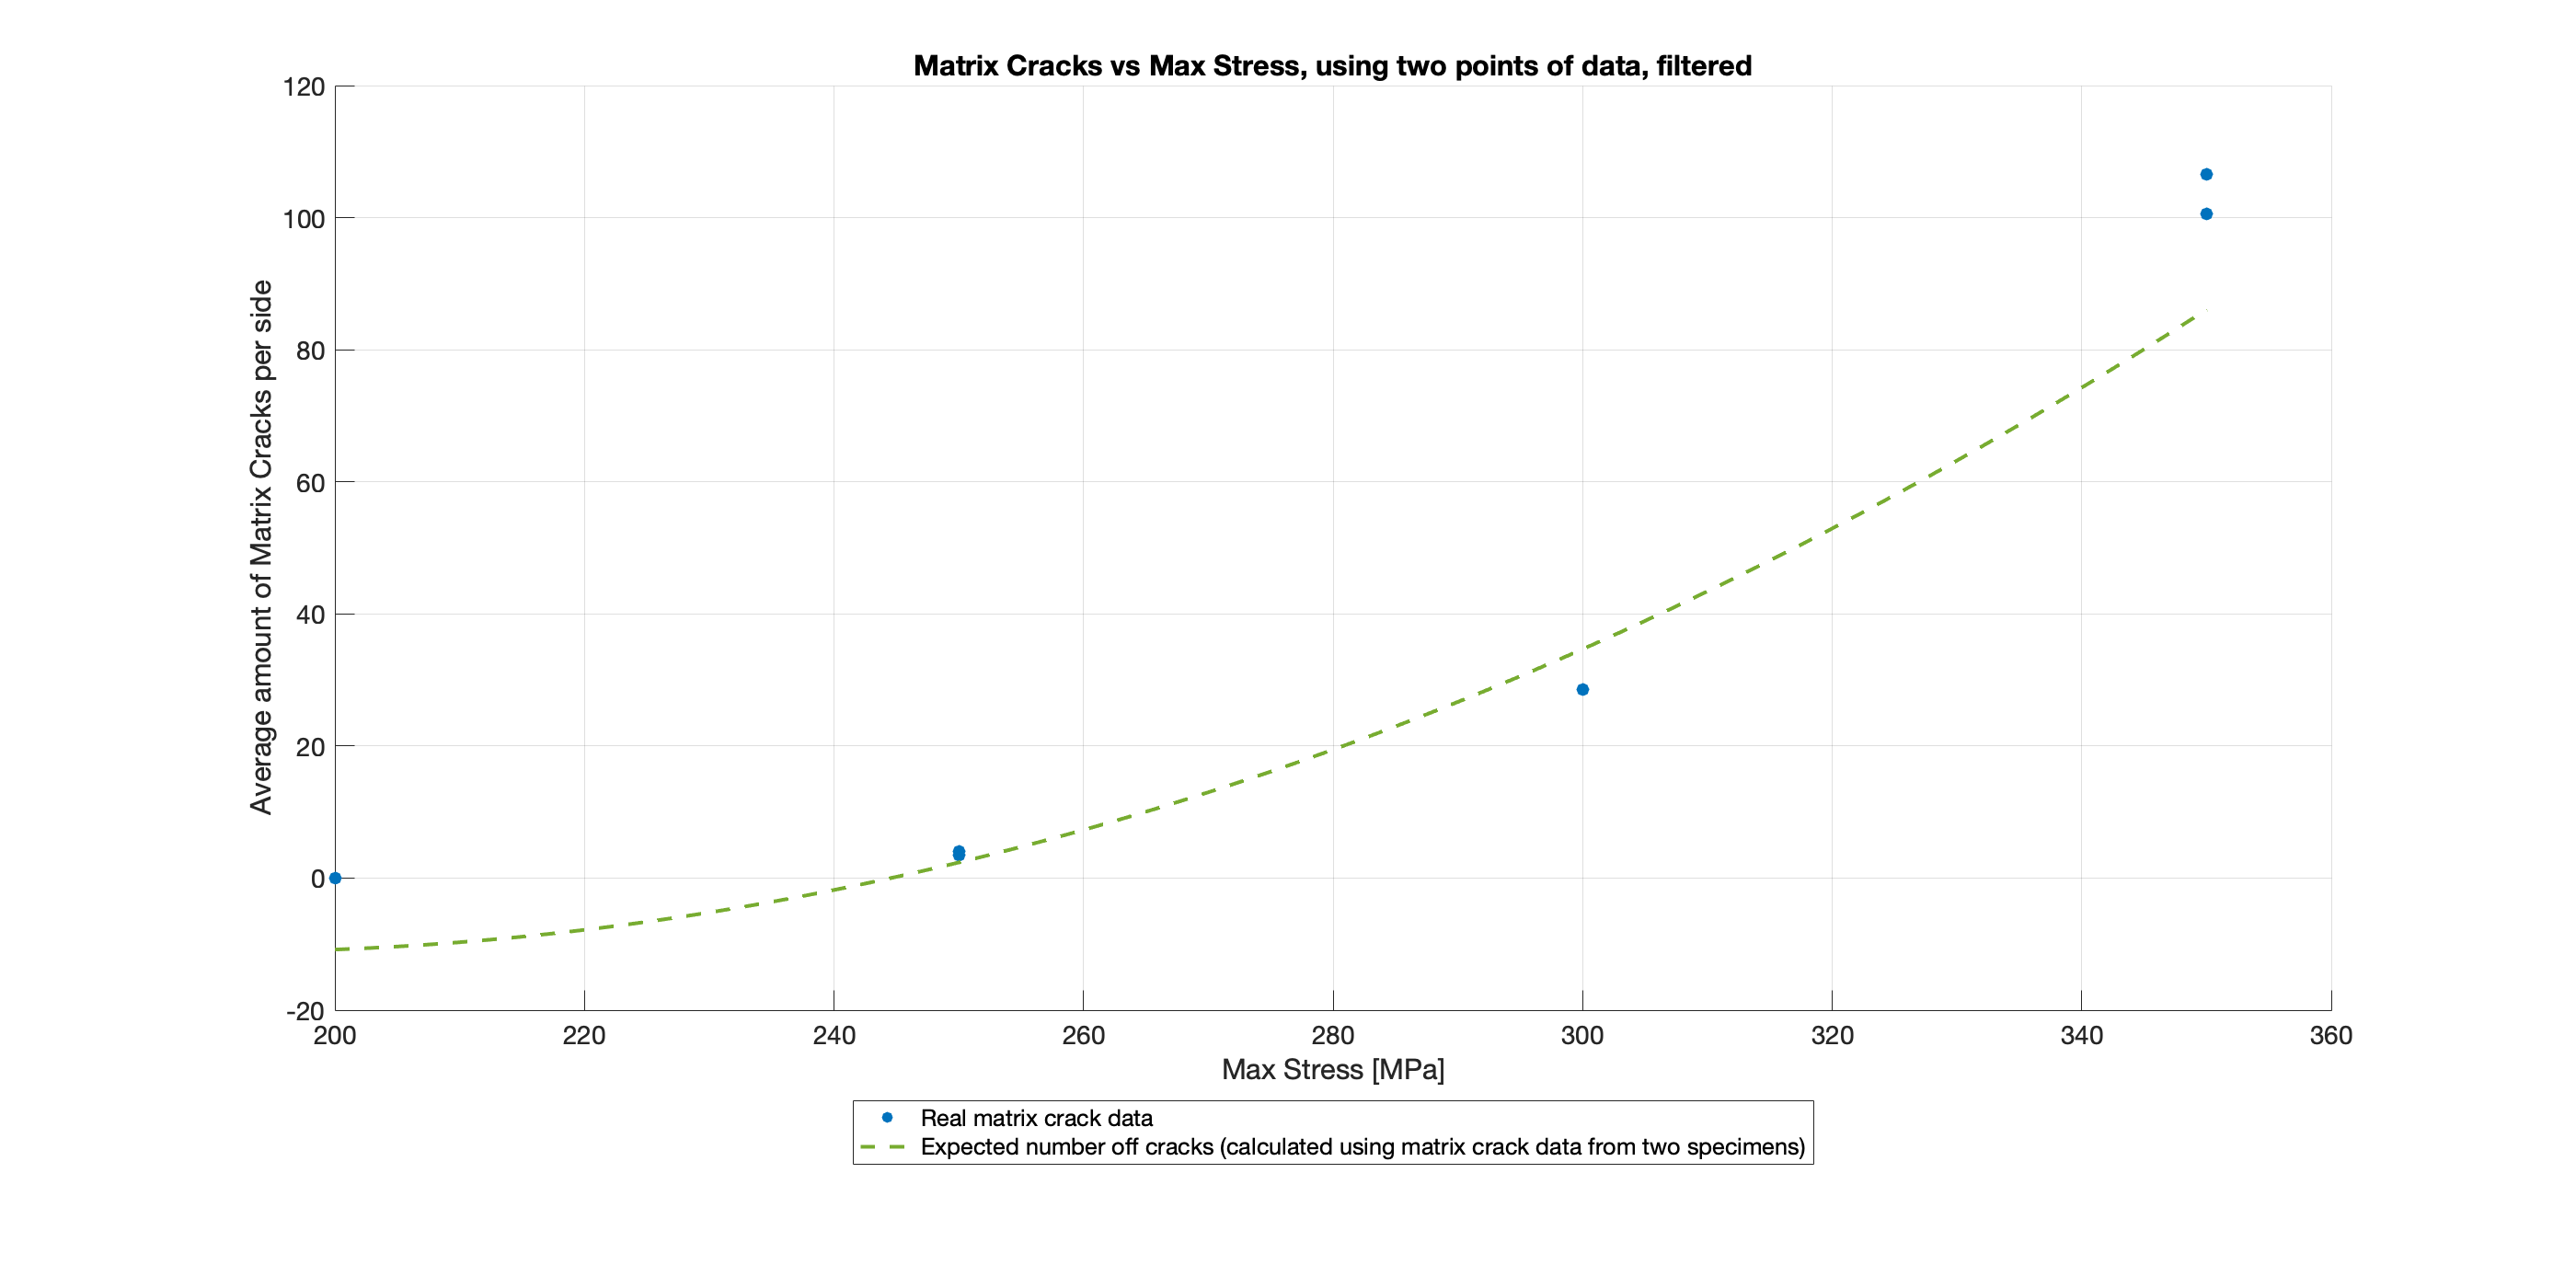 Matrix Cracks vs Max Stress, using two points of data, filtered
120
100
80
60
40
20
0
-20
Average amount of Matrix Cracks per side
200 220 240 260 280 300 320 340 360
Max Stress [MPa]
Real matrix crack data
Expected number off cracks (calculated using matrix crack data from two specimens)